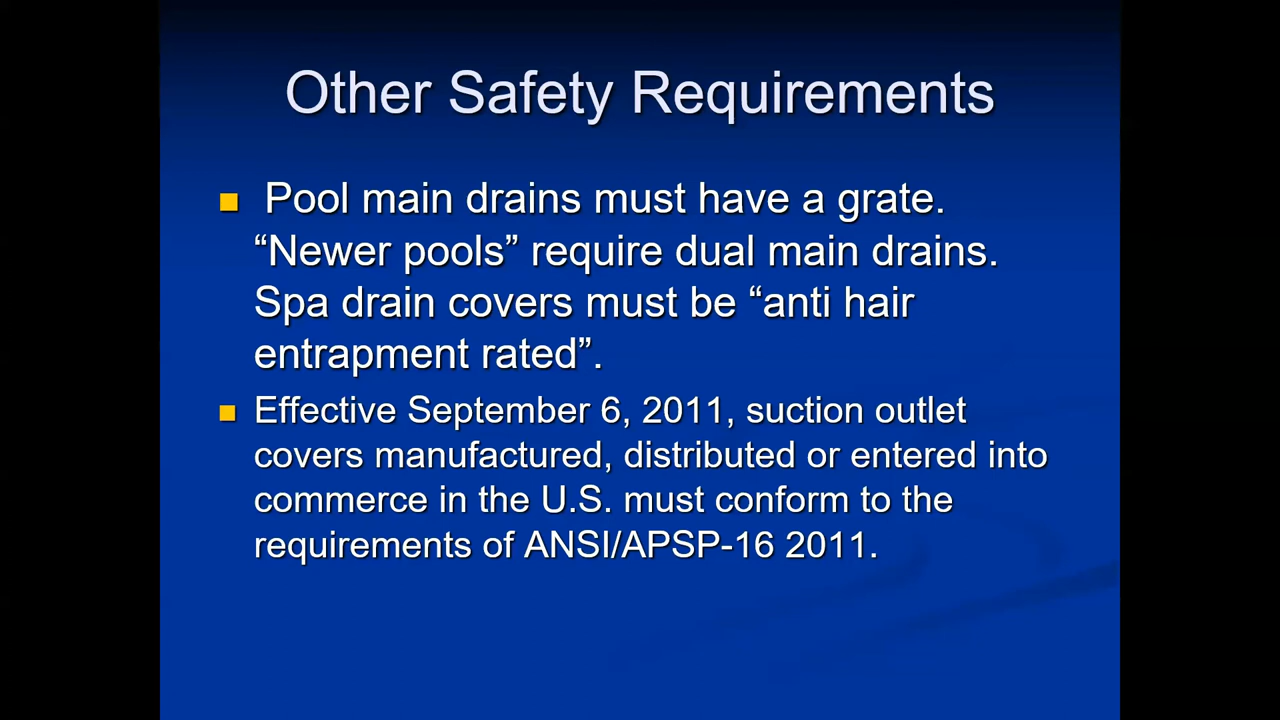 Other Safety Requirements
Pool main drains must have a grate.
“Newer pools” require dual main drains.
Spa drain covers must be “anti hair
entrapment rated”.
Effective September 6, 2011, suction outlet
covers manufactured, distributed or entered into
commerce in the U.S. must conform to the
requirements of ANSI/APSP-16 2011.